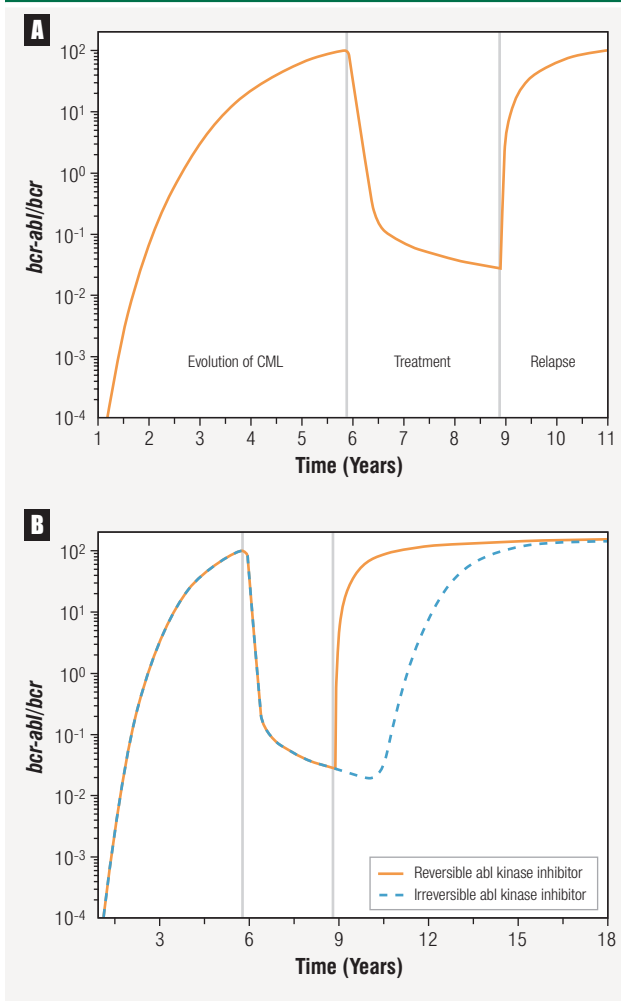 A
bcr-abl/bcr
10²
10¹
10⁰
10⁻¹
10⁻²
10⁻³
10⁻⁴
Evolution of CML
Treatment
Relapse
1 2 3 4 5 6 7 8 9 10 11
Time (Years)
B
bcr-abl/bcr
10²
10¹
10⁰
10⁻¹
10⁻²
10⁻³
10⁻⁴
Reversible abl kinase inhibitor
Irreversible abl kinase inhibitor
3 6 9 12 15 18
Time (Years)